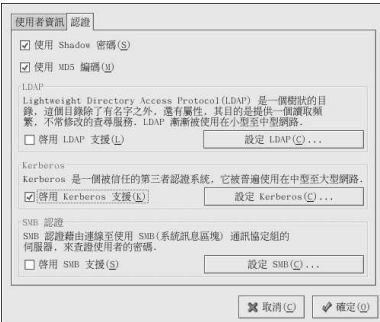 使用者資訊 認證
使用 Shadow 密碼(S)
使用 MD5 編碼(M)
LDAP
Lightweight Directory Access Protocol(LDAP) 是一個樹狀的目
錄, 這個目錄除了有名字之外, 還有屬性, 其目的是提供一個讀取頻
繁, 不常修改的查尋服務. LDAP 漸漸被使用在小型至中型網路.
啓用 LDAP 支援(L) 設定 LDAP(C)...
Kerberos
Kerberos 是一個被信任的第三者認證系統, 它被普遍使用在中型至大型網路.
啓用 Kerberos 支援(K) 設定 Kerberos(C)...
SMB 認證
SMB 認證藉由連線至使用 SMB(系統訊息區塊) 通訊協定組的
伺服器, 來查證使用者的密碼.
啓用 SMB 支援(S) 設定 SMB(C)...
取消(C) 確定(O)